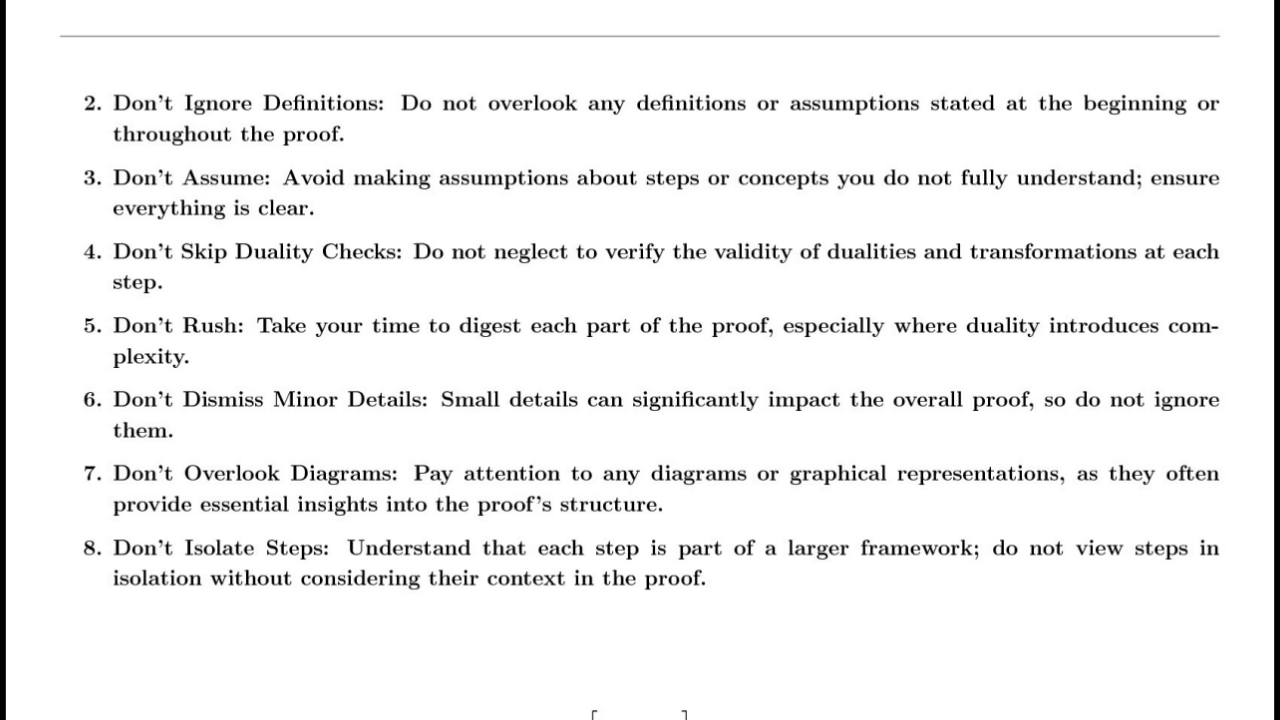 2. Don't Ignore Definitions: Do not overlook any definitions or assumptions stated at the beginning or
throughout the proof.
3. Don't Assume: Avoid making assumptions about steps or concepts you do not fully understand; ensure
everything is clear.
4. Don't Skip Duality Checks: Do not neglect to verify the validity of dualities and transformations at each
step.
5. Don't Rush: Take your time to digest each part of the proof, especially where duality introduces com-
plexity.
6. Don't Dismiss Minor Details: Small details can significantly impact the overall proof, so do not ignore
them.
7. Don't Overlook Diagrams: Pay attention to any diagrams or graphical representations, as they often
provide essential insights into the proof's structure.
8. Don't Isolate Steps: Understand that each step is part of a larger framework; do not view steps in
isolation without considering their context in the proof.